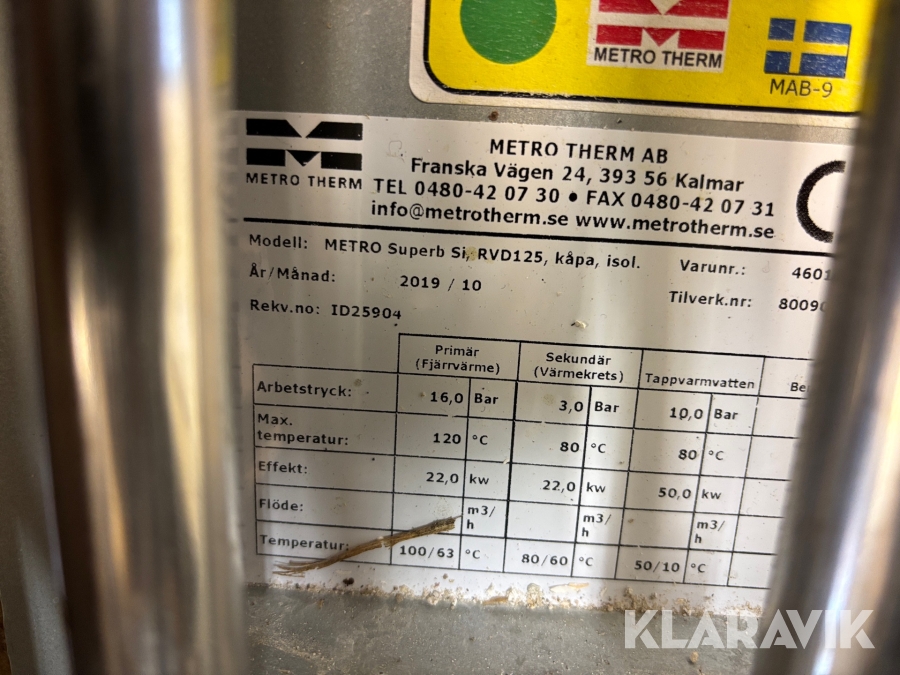 METRO THERM
MAB-9
METRO THERM
METRO THERM AB
Franska Vägen 24, 393 56 Kalmar
TEL 0480-42 07 30 • FAX 0480-42 07 31
info@metrotherm.se www.metrotherm.se
Modell: METRO Superb Si, RVD125, kåpa, isol. Varunr.: 4601
År/Månad: 2019 / 10 Tilverk.nr:
Rekv.no: ID25904
Primär (Fjärrvärme) Sekundär (Värmekrets) Tappvarmvatten
Arbetstryck: 16,0 Bar 3,0 Bar 10,0 Bar
Max. temperatur: 120 °C 80 °C 80 °C
Effekt: 22,0 kw 22,0 kw 50,0 kw
Flöde: m3/h m3/h m3/h
Temperatur: 100/63 °C 80/60 °C 50/10 °C
KLARAVIK